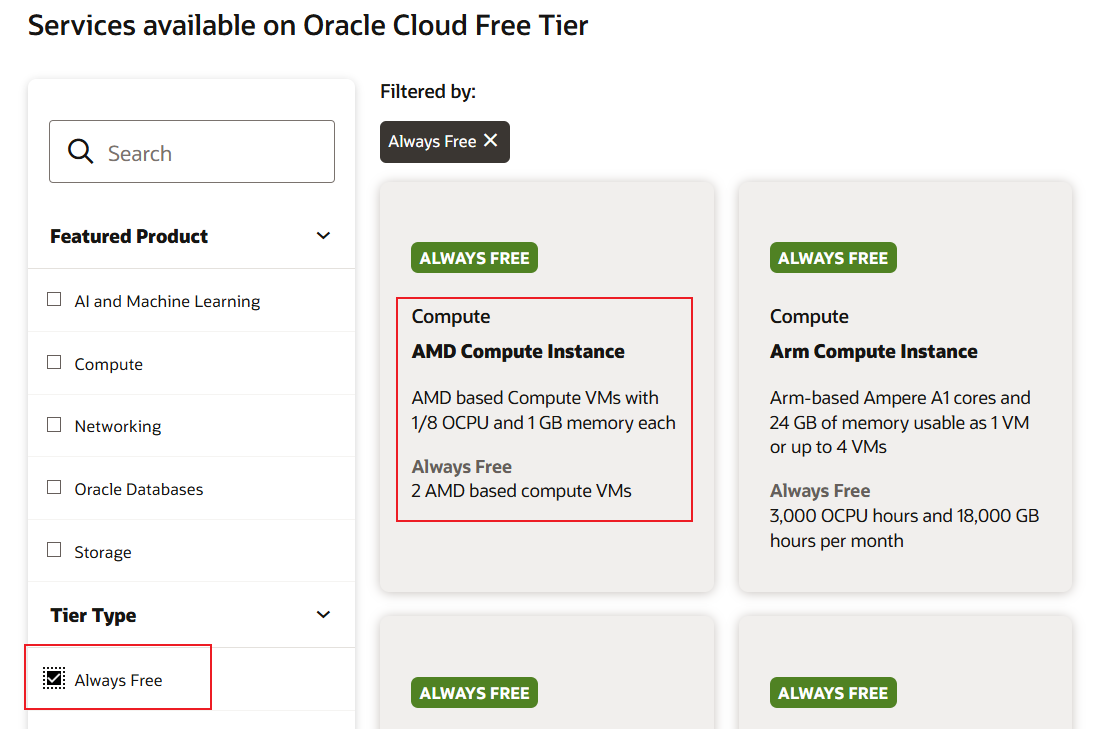 Services available on Oracle Cloud Free Tier
Search
Featured Product
AI and Machine Learning
Compute
Networking
Oracle Databases
Storage
Tier Type
Always Free
Filtered by:
Always Free
ALWAYS FREE
Compute
AMD Compute Instance
AMD based Compute VMs with
1/8 OCPU and 1 GB memory each
Always Free
2 AMD based compute VMs
ALWAYS FREE
Compute
Arm Compute Instance
Arm-based Ampere A1 cores and
24 GB of memory usable as 1 VM
or up to 4 VMs
Always Free
3,000 OCPU hours and 18,000 GB
hours per month
ALWAYS FREE
ALWAYS FREE